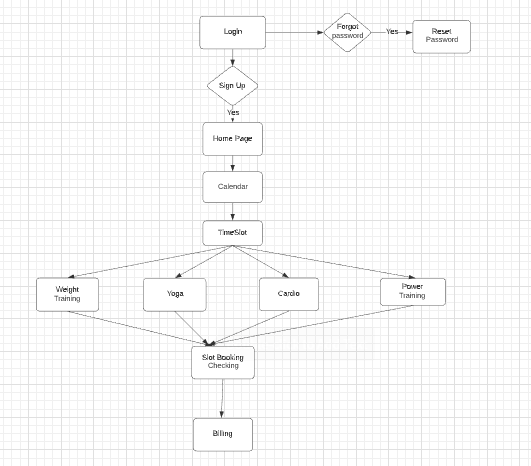 Login
Forgot
password
Yes
Reset
Password
Sign Up
Yes
Home Page
Calendar
TimeSlot
Weight
Training
Yoga
Cardio
Power
Training
Slot Booking
Checking
Billing